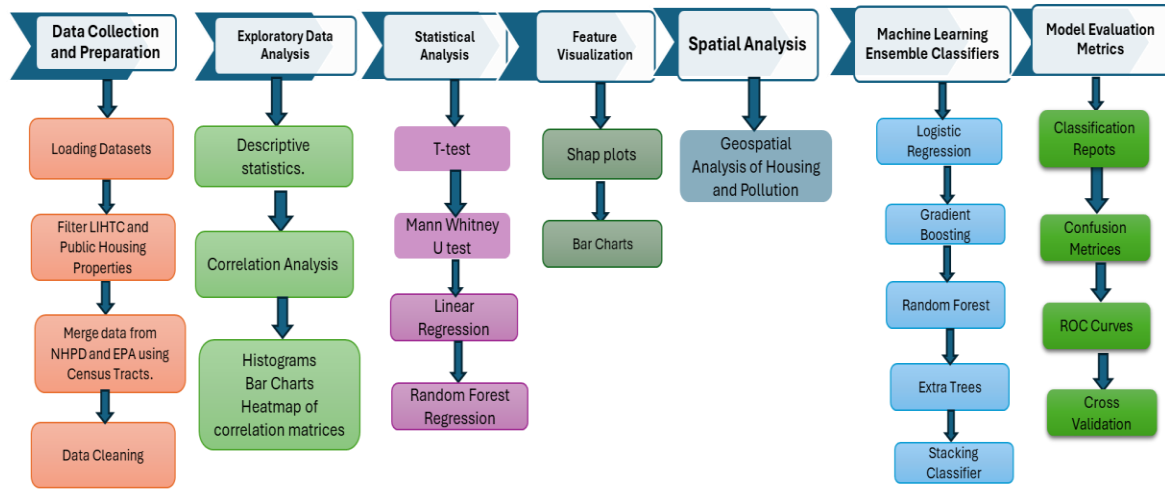 Data Collection
and Preparation
Loading Datasets
Filter LIHTC and
Public Housing
Properties
Merge data from
NHPD and EPA using
Census Tracts.
Data Cleaning
Exploratory Data
Analysis
Descriptive
statistics.
Correlation Analysis
Histograms
Bar Charts
Heatmap of
correlation matrices
Statistical
Analysis
T-test
Mann Whitney
U test
Linear
Regression
Random Forest
Regression
Feature
Visualization
Shap plots
Bar Charts
Spatial Analysis
Geospatial
Analysis of Housing
and Pollution
Machine Learning
Ensemble Classifiers
Logistic
Regression
Gradient
Boosting
Random Forest
Extra Trees
Stacking
Classifier
Model Evaluation
Metrics
Classification
Repots
Confusion
Metrices
ROC Curves
Cross
Validation